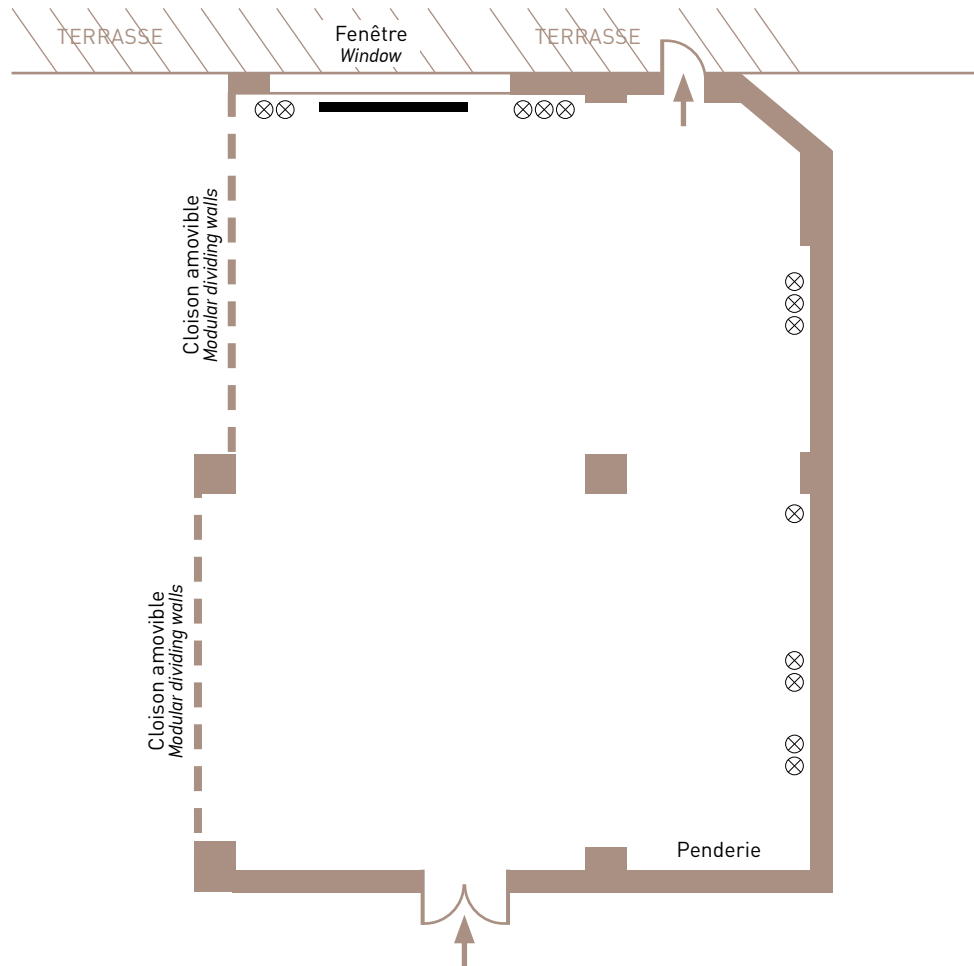 TERRASSE
Fenêtre
Window
TERRASSE
Cloison amovible
Modular dividing walls
Cloison amovible
Modular dividing walls
Penderie